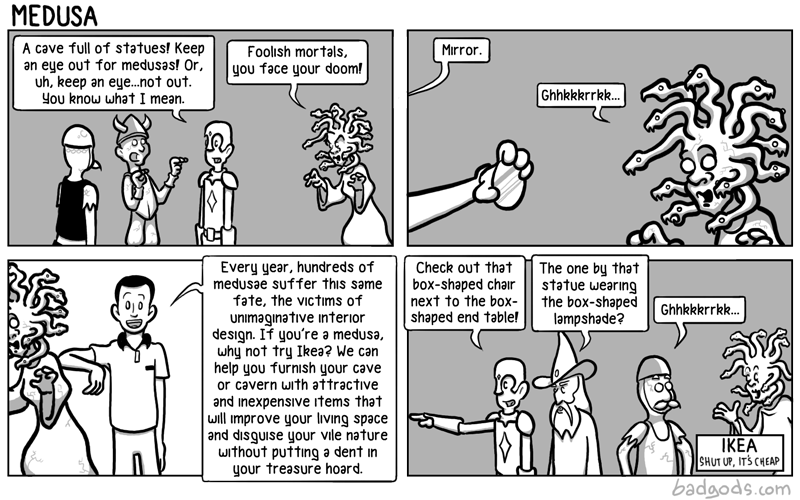 MEDUSA
A cave full of statues! Keep
an eye out for medusas! Or,
uh, keep an eye...not out.
You know what I mean.
Foolish mortals,
you face your doom!
Mirror.
Ghhkkkrrkk...
Every year, hundreds of
medusae suffer this same
fate, the victims of
unimaginative interior
design. If you're a medusa,
why not try Ikea? We can
help you furnish your cave
or cavern with attractive
and inexpensive items that
will improve your living space
and disguise your vile nature
without putting a dent in
your treasure hoard.
Check out that
box-shaped chair
next to the box-
shaped end table!
The one by that
statue wearing
the box-shaped
lampshade?
Ghhkkkrrkk...
IKEA
SHUT UP, IT'S CHEAP
badgods.com